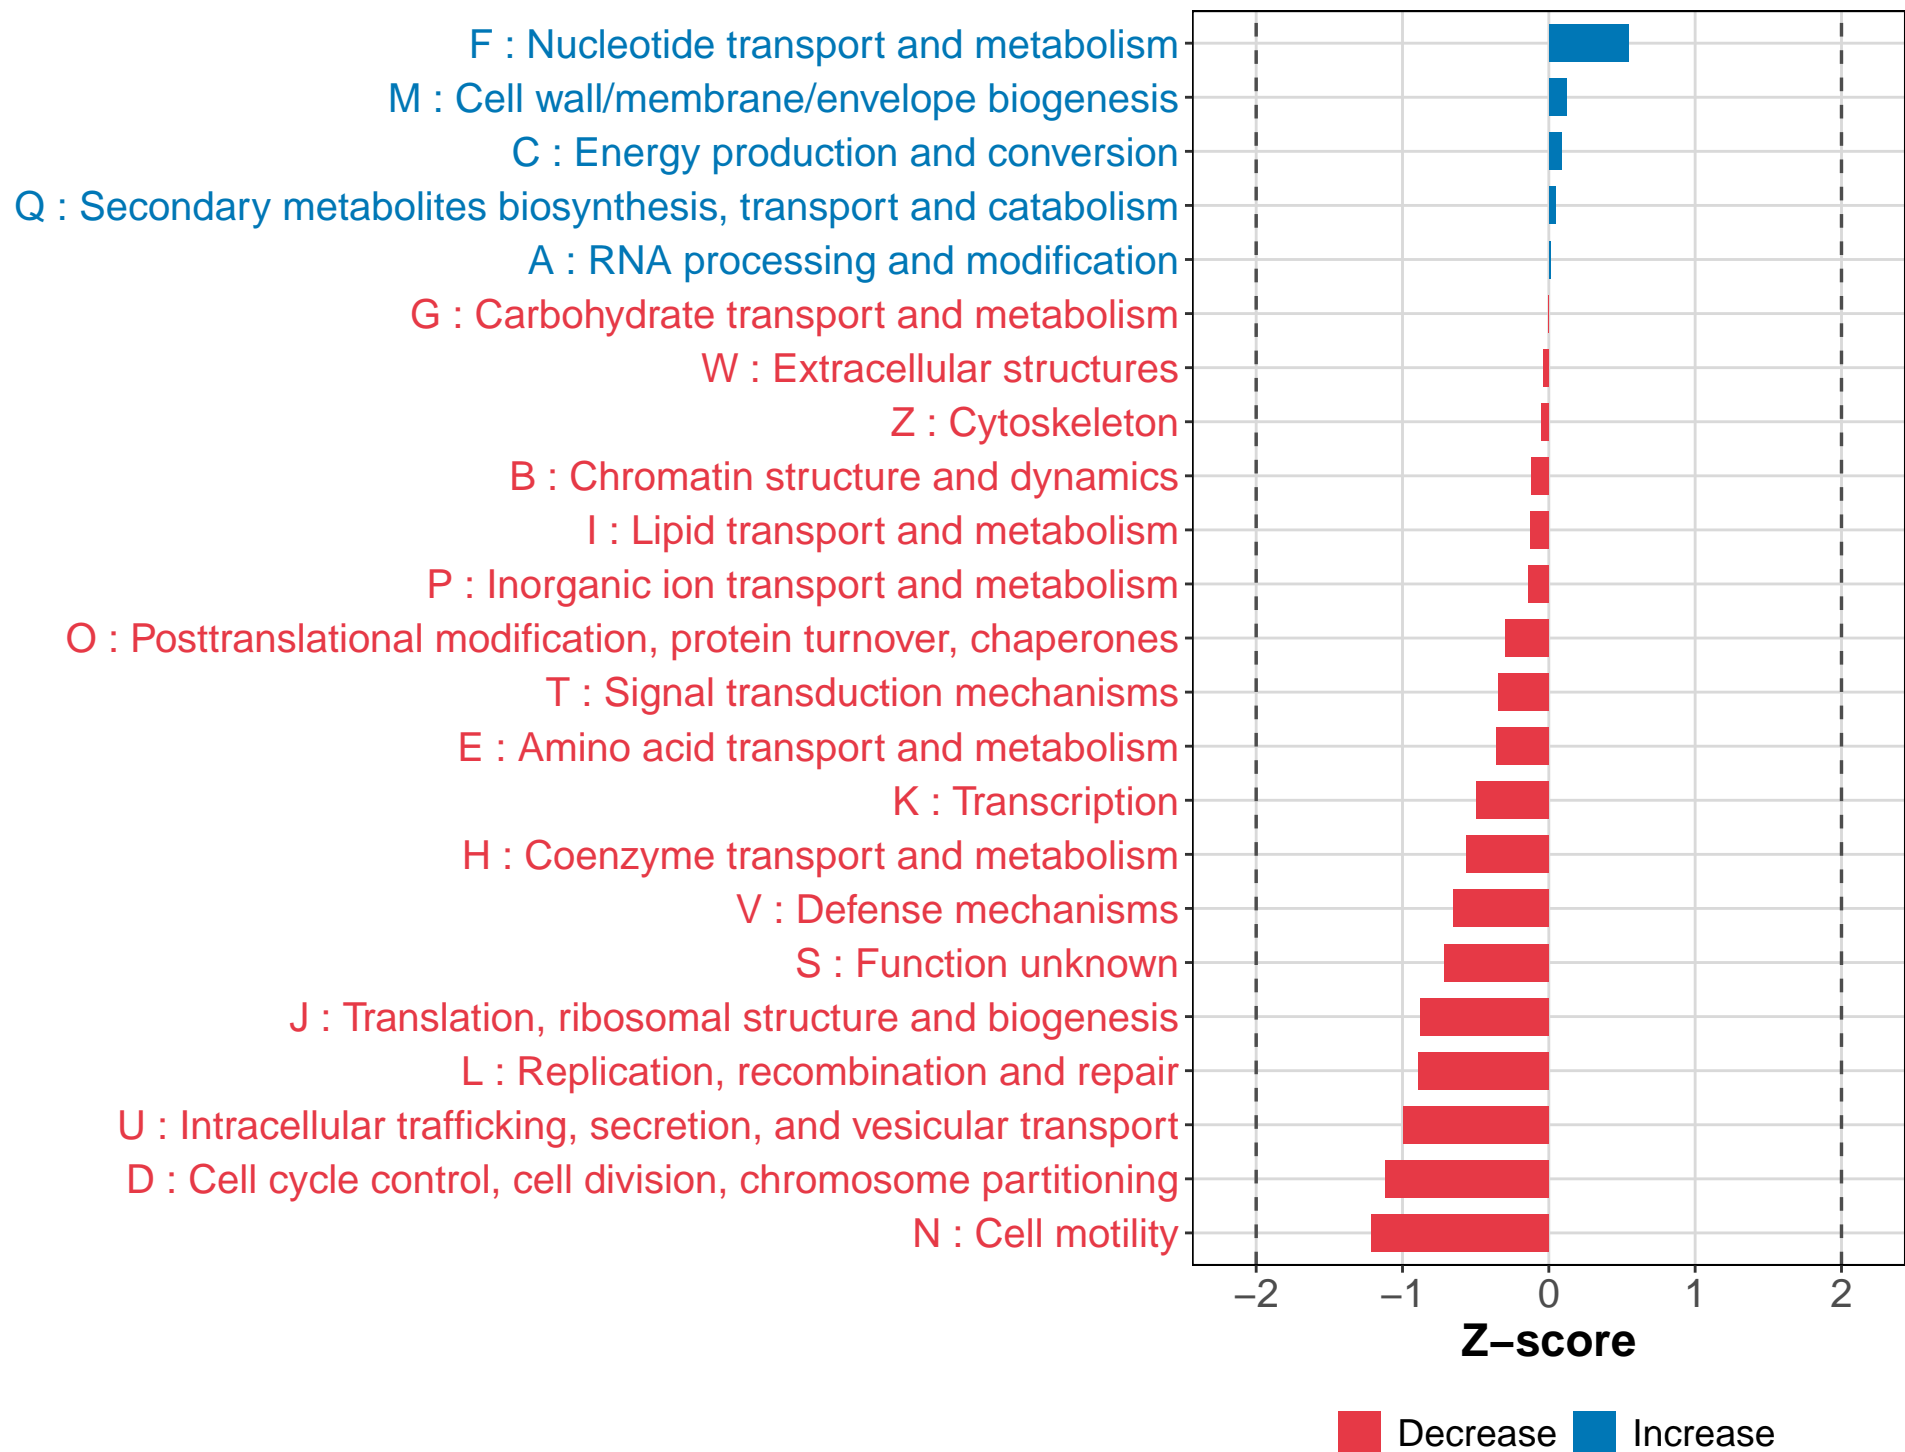 F : Nucleotide transport and metabolism
M : Cell wall/membrane/envelope biogenesis
C : Energy production and conversion
Q : Secondary metabolites biosynthesis, transport and catabolism
A : RNA processing and modification
G : Carbohydrate transport and metabolism
W : Extracellular structures
Z : Cytoskeleton
B : Chromatin structure and dynamics
I : Lipid transport and metabolism
P : Inorganic ion transport and metabolism
O : Posttranslational modification, protein turnover, chaperones
T : Signal transduction mechanisms
E : Amino acid transport and metabolism
K : Transcription
H : Coenzyme transport and metabolism
V : Defense mechanisms
S : Function unknown
J : Translation, ribosomal structure and biogenesis
L : Replication, recombination and repair
U : Intracellular trafficking, secretion, and vesicular transport
D : Cell cycle control, cell division, chromosome partitioning
N : Cell motility
−2 −1 0 1 2
Z−score
Decrease Increase